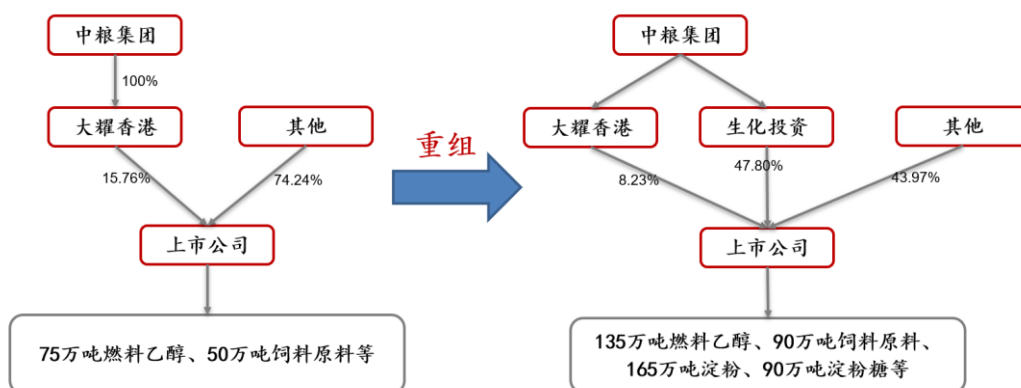 中粮集团
100%
大耀香港
其他
15.76%
74.24%
上市公司
75万吨燃料乙醇、50万吨饲料原料等
重组
中粮集团
大耀香港
生化投资
其他
8.23%
47.80%
43.97%
上市公司
135万吨燃料乙醇、90万吨饲料原料、
165万吨淀粉、90万吨淀粉糖等